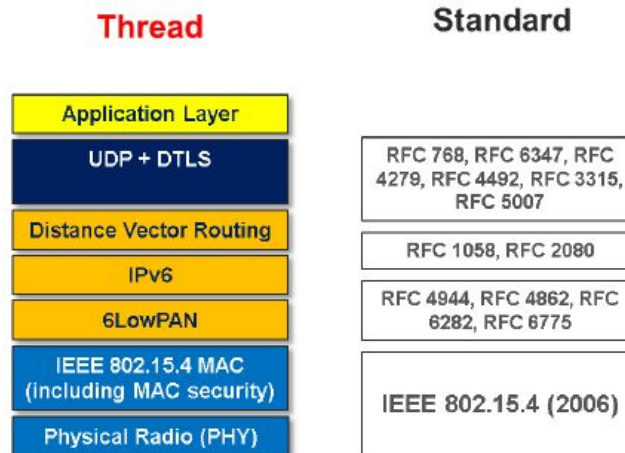 Thread
Standard
Application Layer
UDP + DTLS
RFC 768, RFC 6347, RFC
4279, RFC 4492, RFC 3315,
RFC 5007
Distance Vector Routing
RFC 1058, RFC 2080
IPv6
6LowPAN
RFC 4944, RFC 4862, RFC
6282, RFC 6775
IEEE 802.15.4 MAC
(including MAC security)
Physical Radio (PHY)
IEEE 802.15.4 (2006)